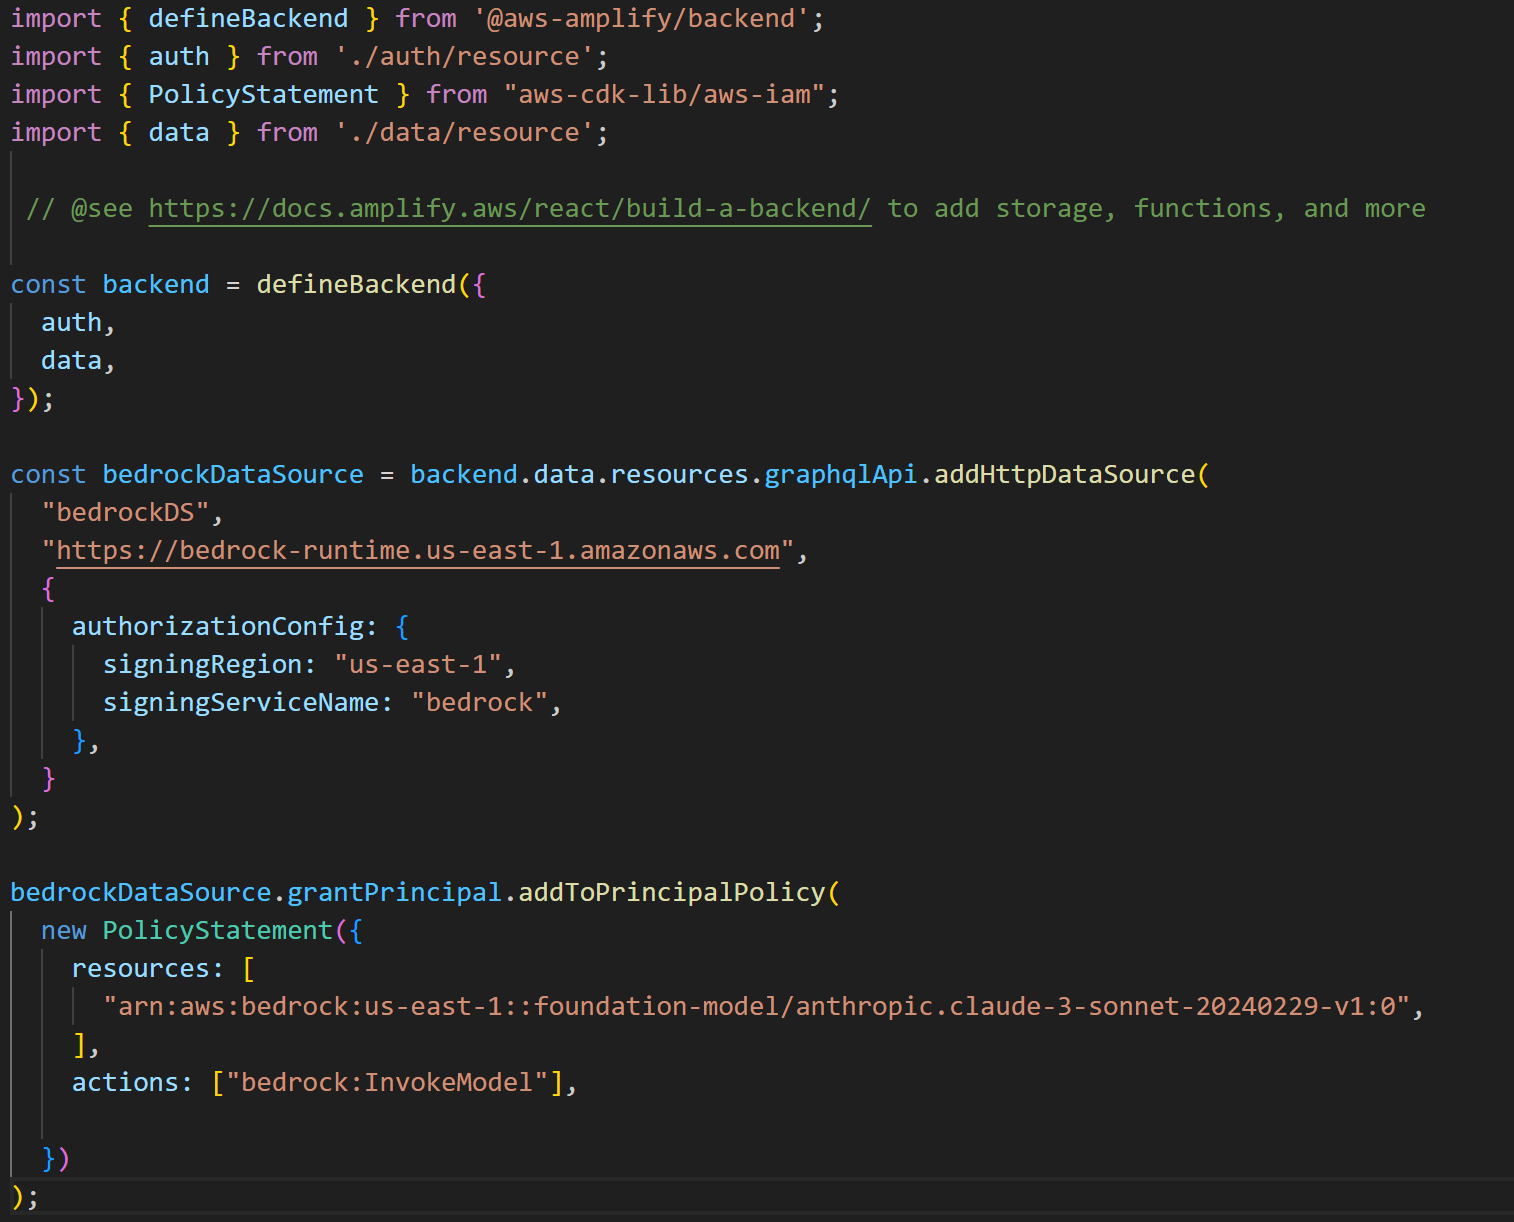 import { defineBackend } from '@aws-amplify/backend';
import { auth } from './auth/resource';
import { PolicyStatement } from "aws-cdk-lib/aws-iam";
import { data } from './data/resource';
// @see https://docs.amplify.aws/react/build-a-backend/ to add storage, functions, and more
const backend = defineBackend({
  auth,
  data,
});
const bedrockDataSource = backend.data.resources.graphqlApi.addHttpDataSource(
  "bedrockDS",
  "https://bedrock-runtime.us-east-1.amazonaws.com",
  {
    authorizationConfig: {
      signingRegion: "us-east-1",
      signingServiceName: "bedrock",
    },
  }
);
bedrockDataSource.grantPrincipal.addToPrincipalPolicy(
  new PolicyStatement({
    resources: [
      "arn:aws:bedrock:us-east-1::foundation-model/anthropic.claude-3-sonnet-20240229-v1:0",
    ],
    actions: ["bedrock:InvokeModel"],
  })
);